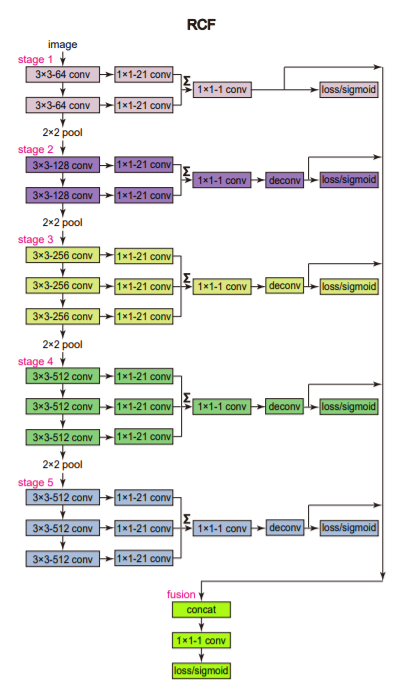 RCF
image
stage 1
3×3-64 conv 1×1-21 conv
Σ
1×1-1 conv loss/sigmoid
3×3-64 conv 1×1-21 conv
2×2 pool
stage 2
3×3-128 conv 1×1-21 conv
Σ
1×1-1 conv deconv loss/sigmoid
3×3-128 conv 1×1-21 conv
2×2 pool
stage 3
3×3-256 conv 1×1-21 conv
Σ
3×3-256 conv 1×1-21 conv 1×1-1 conv deconv loss/sigmoid
3×3-256 conv 1×1-21 conv
2×2 pool
stage 4
3×3-512 conv 1×1-21 conv
Σ
3×3-512 conv 1×1-21 conv 1×1-1 conv deconv loss/sigmoid
3×3-512 conv 1×1-21 conv
2×2 pool
stage 5
3×3-512 conv 1×1-21 conv
Σ
3×3-512 conv 1×1-21 conv 1×1-1 conv deconv loss/sigmoid
3×3-512 conv 1×1-21 conv
fusion
concat
1×1-1 conv
loss/sigmoid